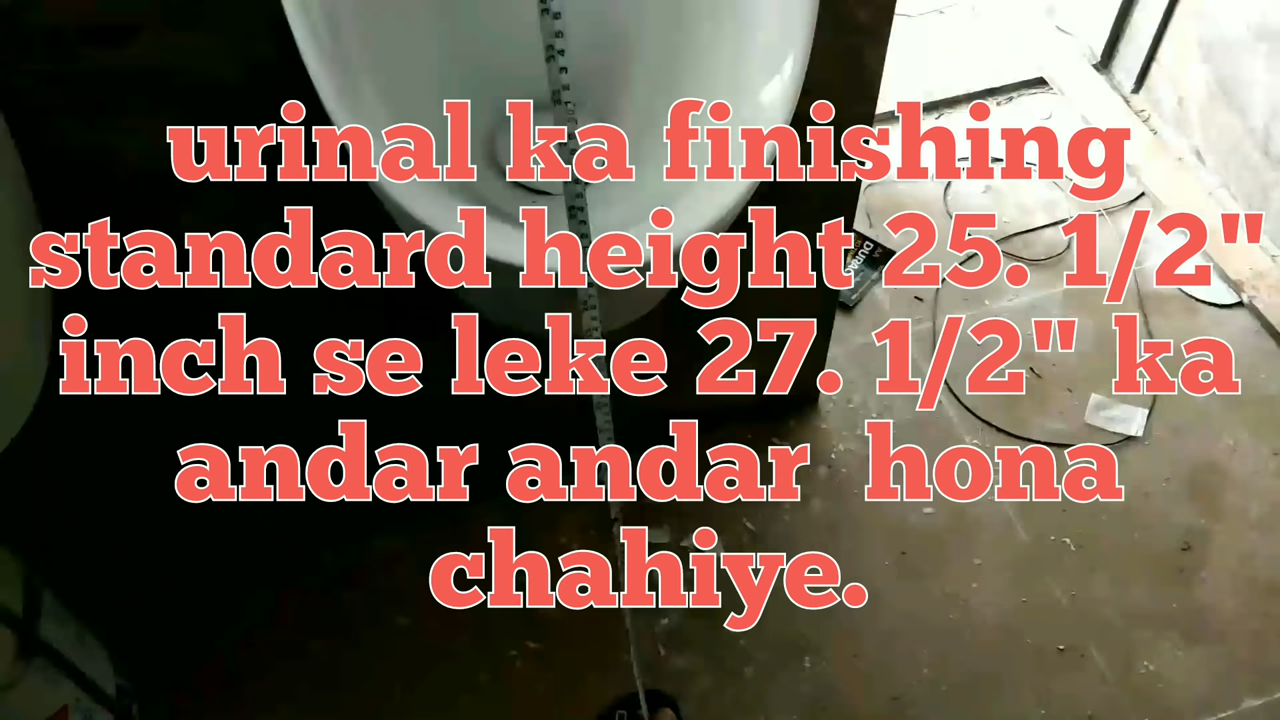 urinal ka finishing
standard height 25. 1/2"
inch se leke 27. 1/2" ka
andar andar hona
chahiye.